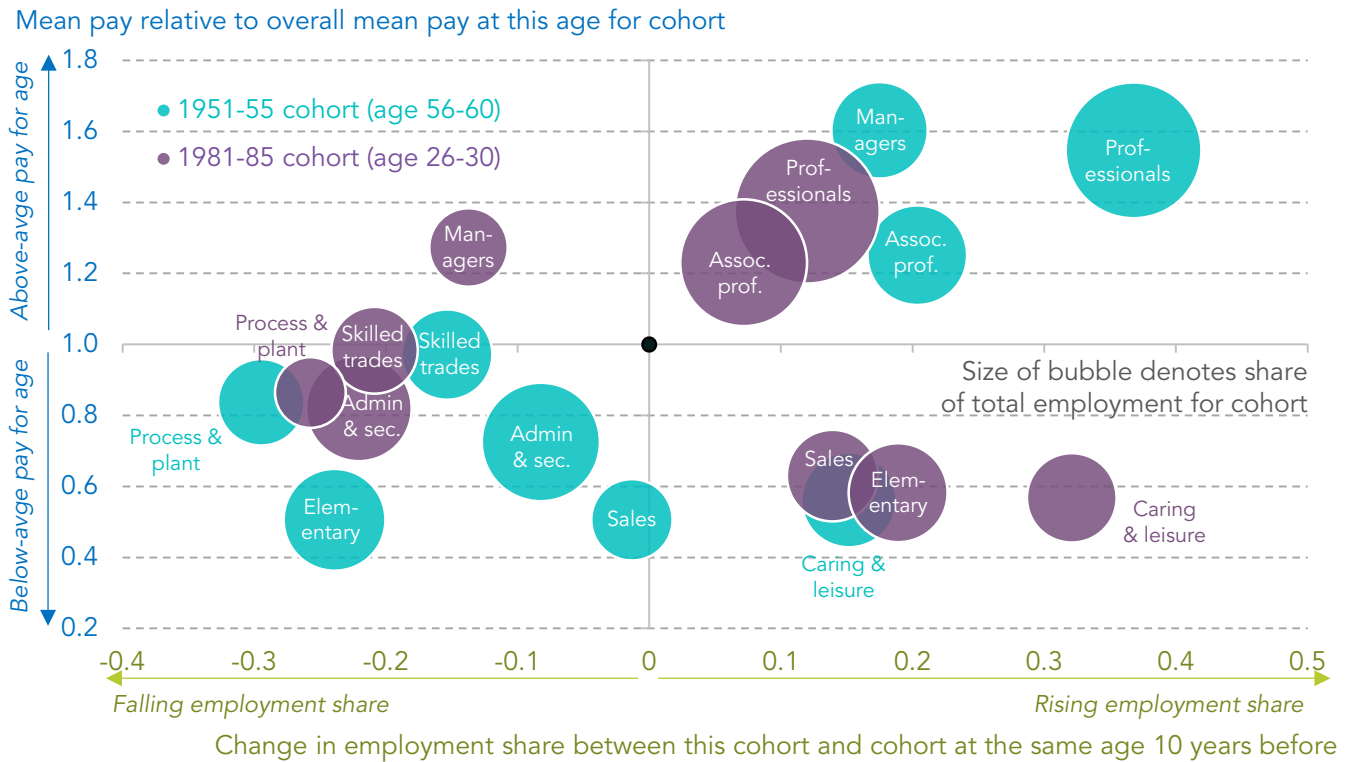 Mean pay relative to overall mean pay at this age for cohort
Above-avge pay for age
Below-avge pay for age
1.8
1.6
1.4
1.2
1.0
0.8
0.6
0.4
0.2
1951-55 cohort (age 56-60)
1981-85 cohort (age 26-30)
Man-
agers
Prof-
essionals
Prof-
essionals
Assoc.
prof.
Assoc.
prof.
Man-
agers
Process &
plant
Skilled
trades
Skilled
trades
Admin
& sec.
Process &
plant
Admin
& sec.
Elem-
entary
Sales
Size of bubble denotes share
of total employment for cohort
Sales
Elem-
entary
Caring
& leisure
Caring &
leisure
-0.4
-0.3
-0.2
-0.1
0
0.1
0.2
0.3
0.4
0.5
Falling employment share
Rising employment share
Change in employment share between this cohort and cohort at the same age 10 years before